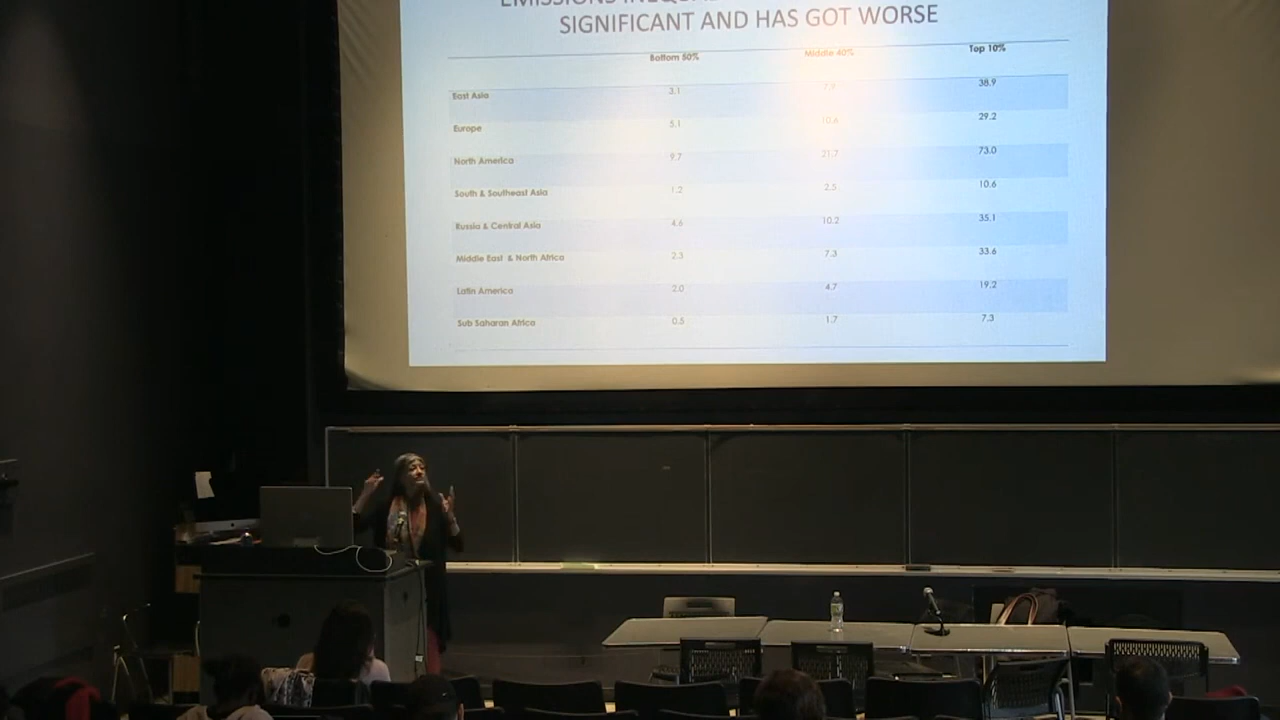 EMISSIONS
SIGNIFICANT AND HAS GOT WORSE
Bottom 50% Middle 40% Top 10%
East Asia 3.1 38.9
Europe 5.1 10.6 29.2
North America 9.7 21.7 73.0
South & Southeast Asia 1.2 2.5 10.6
Russia & Central Asia 4.6 10.2 35.1
Middle East & North Africa 2.3 7.3 33.6
Latin America 2.0 4.7 19.2
Sub Saharan Africa 0.5 1.7 7.3